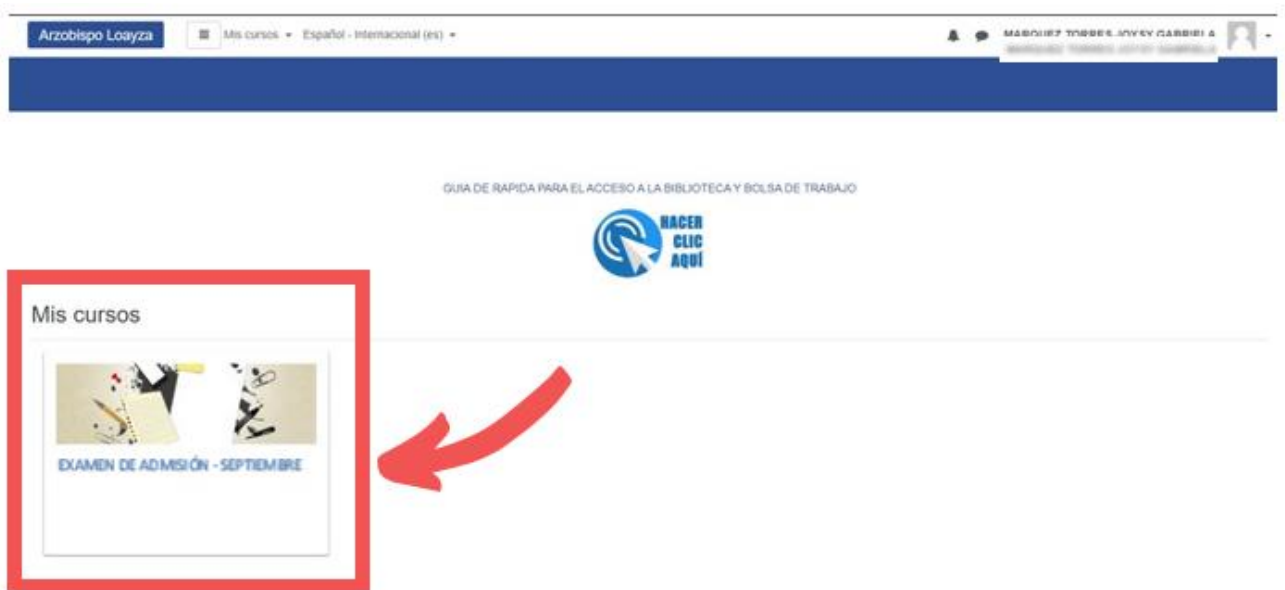 Arzobispo Loayza Mis cursos Español - Internacional (es) MARQUEZ TORRES JOYSY GABRIELA
GUIA DE RAPIDA PARA EL ACCESO A LA BIBLIOTECA Y BOLSA DE TRABAJO
HACER
CLIC
AQUÍ
Mis cursos
EXAMEN DE ADMISIÓN - SEPTIEMBRE